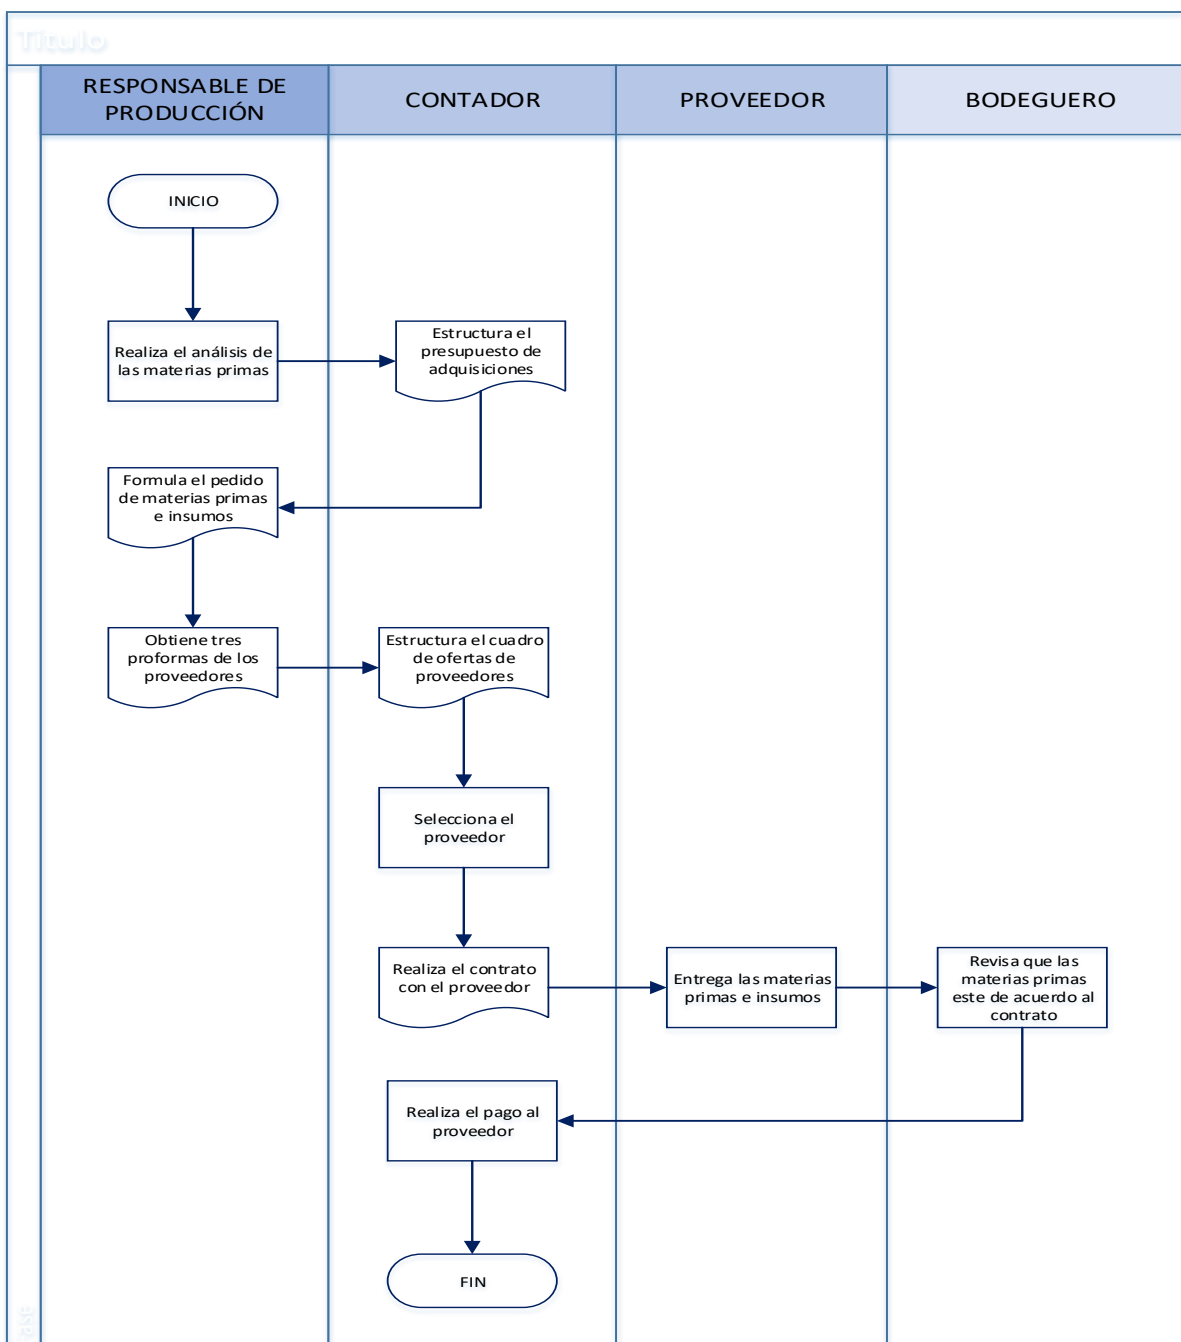 Título
RESPONSABLE DE
PRODUCCIÓN
CONTADOR
PROVEEDOR
BODEGUERO
INICIO
Realiza el análisis de
las materias primas
Estructura el
presupuesto de
adquisiciones
Formula el pedido
de materias primas
e insumos
Obtiene tres
proformas de los
proveedores
Estructura el cuadro
de ofertas de
proveedores
Selecciona el
proveedor
Realiza el contrato
con el proveedor
Entrega las materias
primas e insumos
Revisa que las
materias primas
este de acuerdo al
contrato
Realiza el pago al
proveedor
FIN